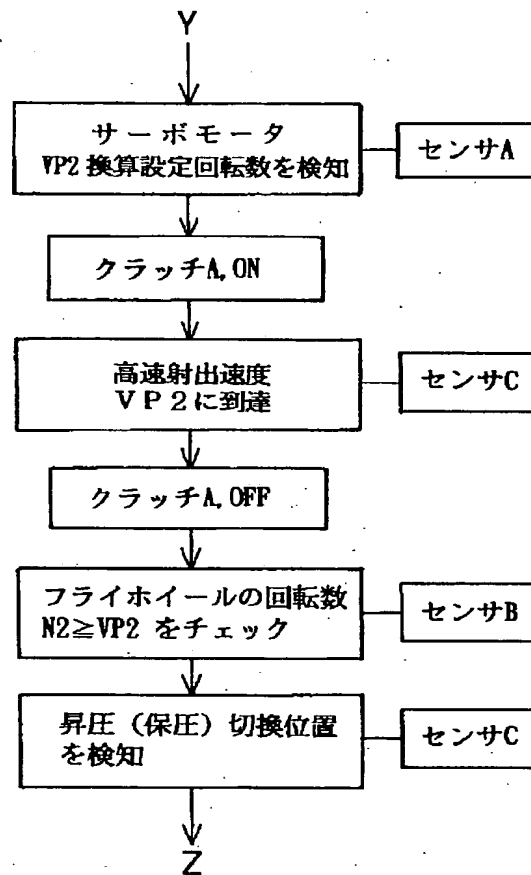 Y
サーボモータ
VP2換算設定回転数を検知
センサA
クラッチA,ON
高速射出速度
VP2に到達
センサC
クラッチA,OFF
フライホイールの回転数
N2≧VP2 をチェック
センサB
昇圧（保圧）切換位置
を検知
センサC
Z